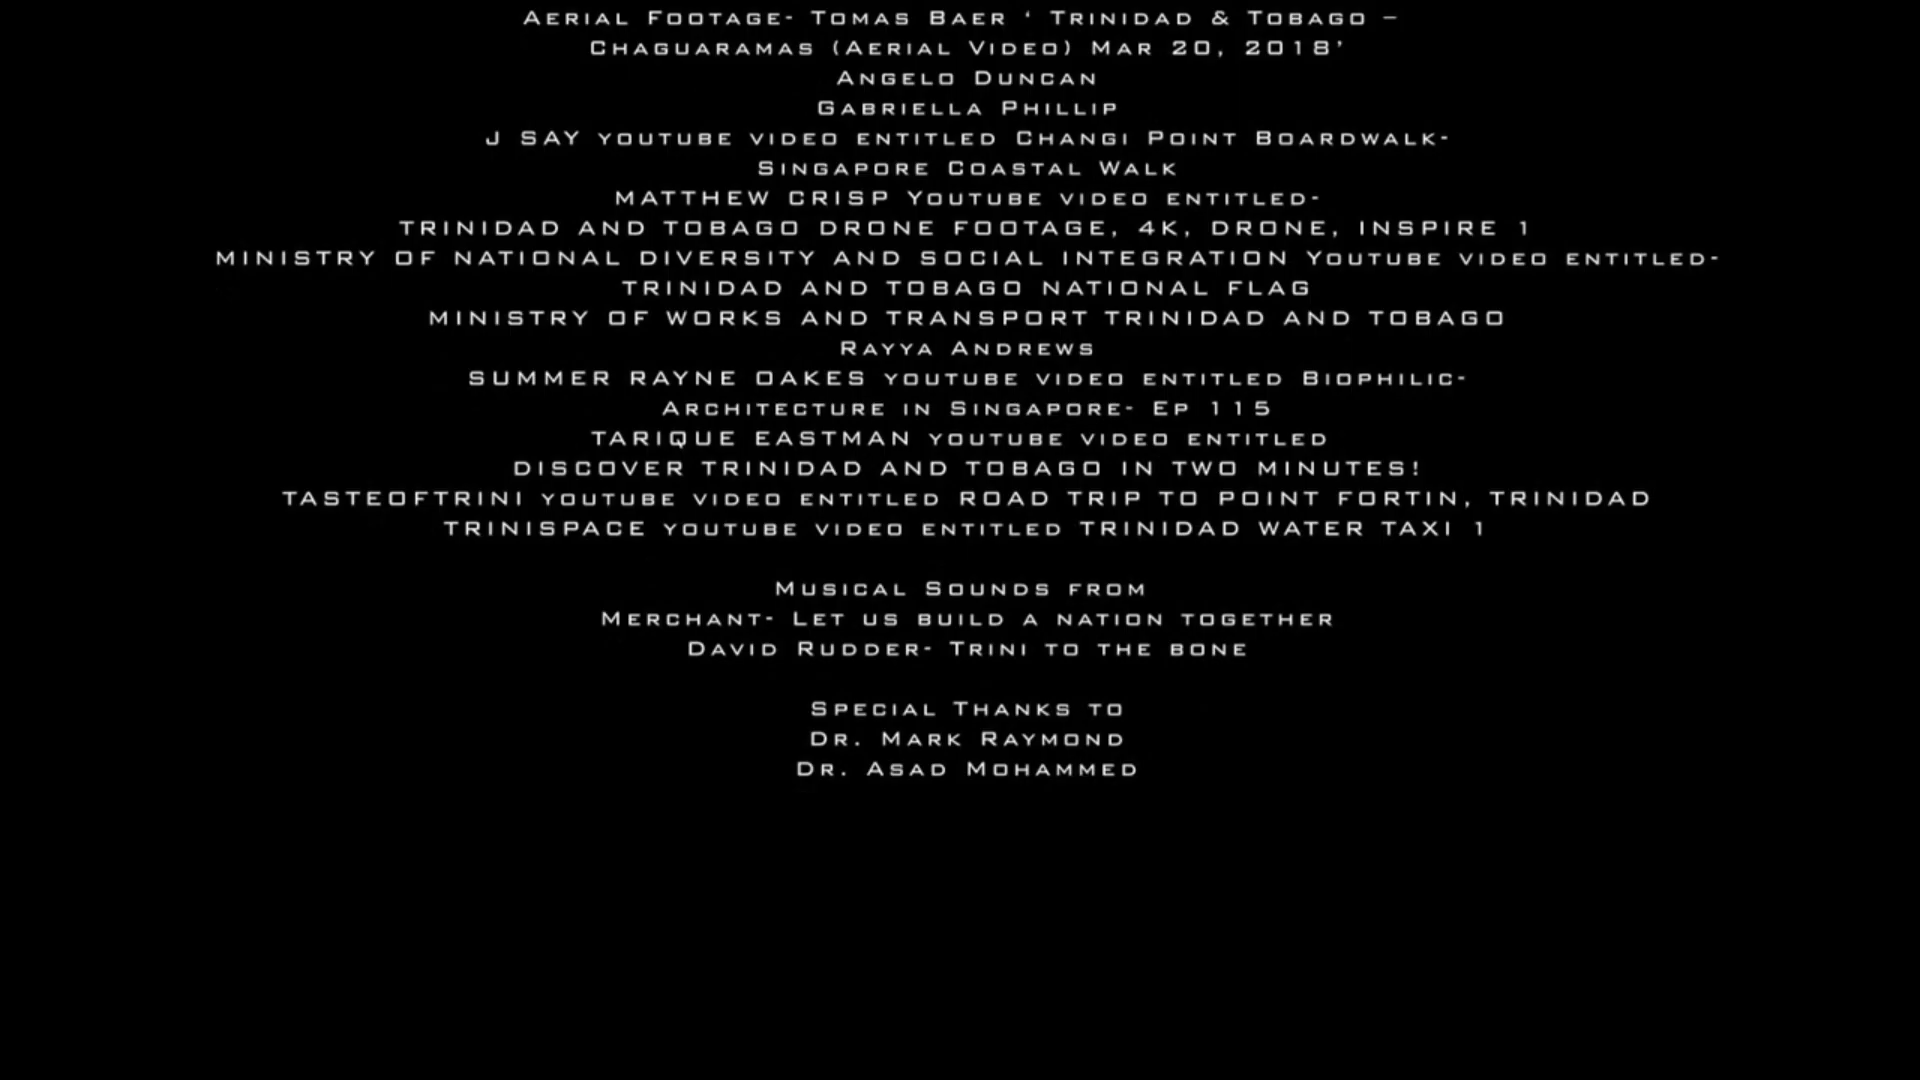 Aerial Footage- Tomas Baer ‘ Trinidad & Tobago –
Chaguaramas (Aerial Video) Mar 20, 2018’
Angelo Duncan
Gabriella Phillip
J SAY youtube video entitled Changi Point Boardwalk-
Singapore Coastal Walk
MATTHEW CRISP Youtube video entitled-
TRINIDAD AND TOBAGO DRONE FOOTAGE, 4K, DRONE, INSPIRE 1
MINISTRY OF NATIONAL DIVERSITY AND SOCIAL INTEGRATION Youtube video entitled-
TRINIDAD AND TOBAGO NATIONAL FLAG
MINISTRY OF WORKS AND TRANSPORT TRINIDAD AND TOBAGO
Rayya Andrews
SUMMER RAYNE OAKES youtube video entitled Biophilic-
Architecture in Singapore- Ep 115
TARIQUE EASTMAN youtube video entitled
DISCOVER TRINIDAD AND TOBAGO IN TWO MINUTES!
TASTEOFTRINI youtube video entitled ROAD TRIP TO POINT FORTIN, TRINIDAD
TRINISPACE youtube video entitled TRINIDAD WATER TAXI 1
Musical Sounds from
Merchant- Let us build a nation together
David Rudder- Trini to the bone
Special Thanks to
Dr. Mark Raymond
Dr. Asad Mohammed